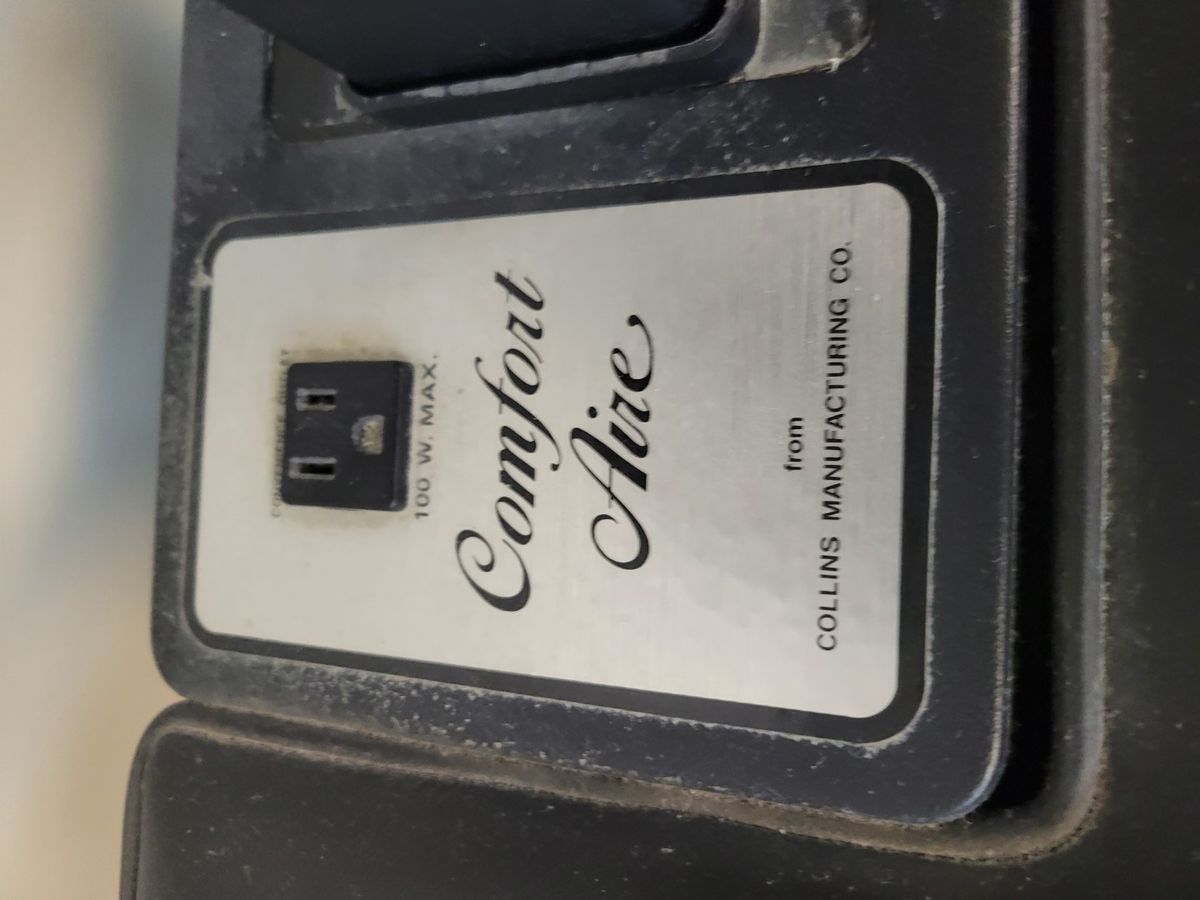 100 W. MAX.
Comfort
Aire
from
COLLINS MANUFACTURING CO.